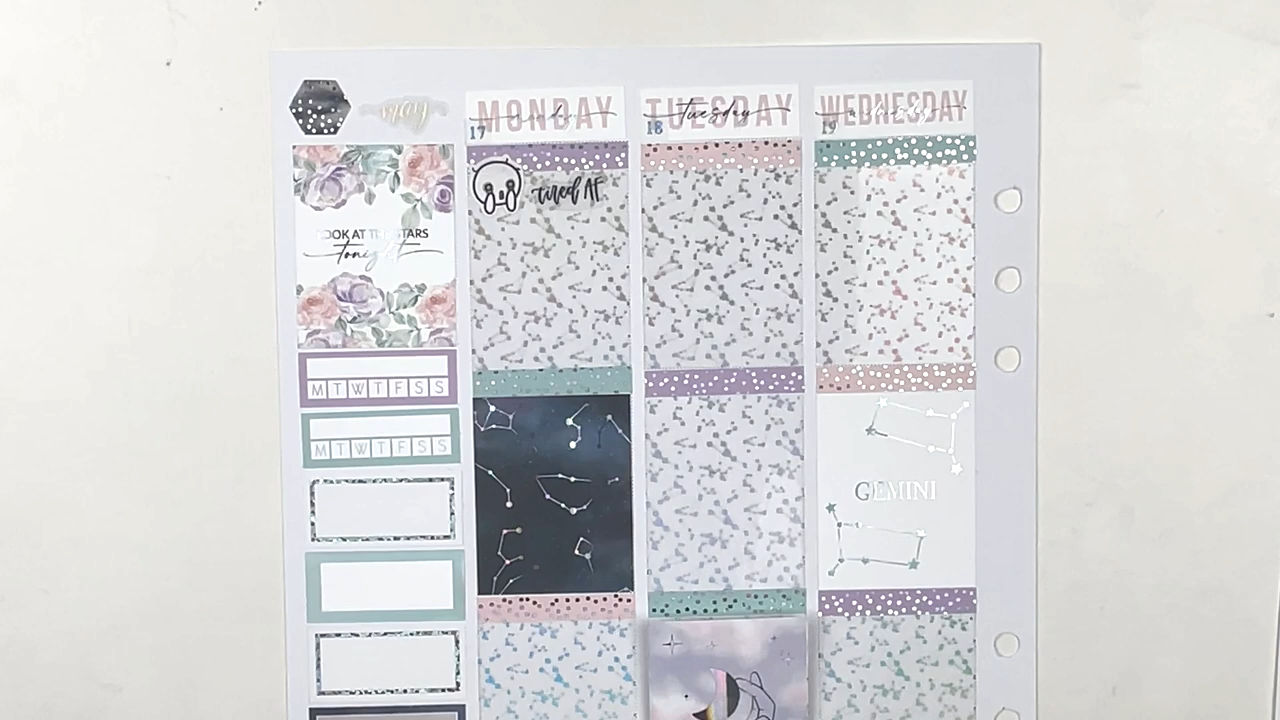 may
MONDAY
17
TUESDAY
tuesday
18
WEDNESDAY
19
tired AF
LOOK AT THE STARS
tonight
M T W T F S S
M T W T F S S
GEMINI